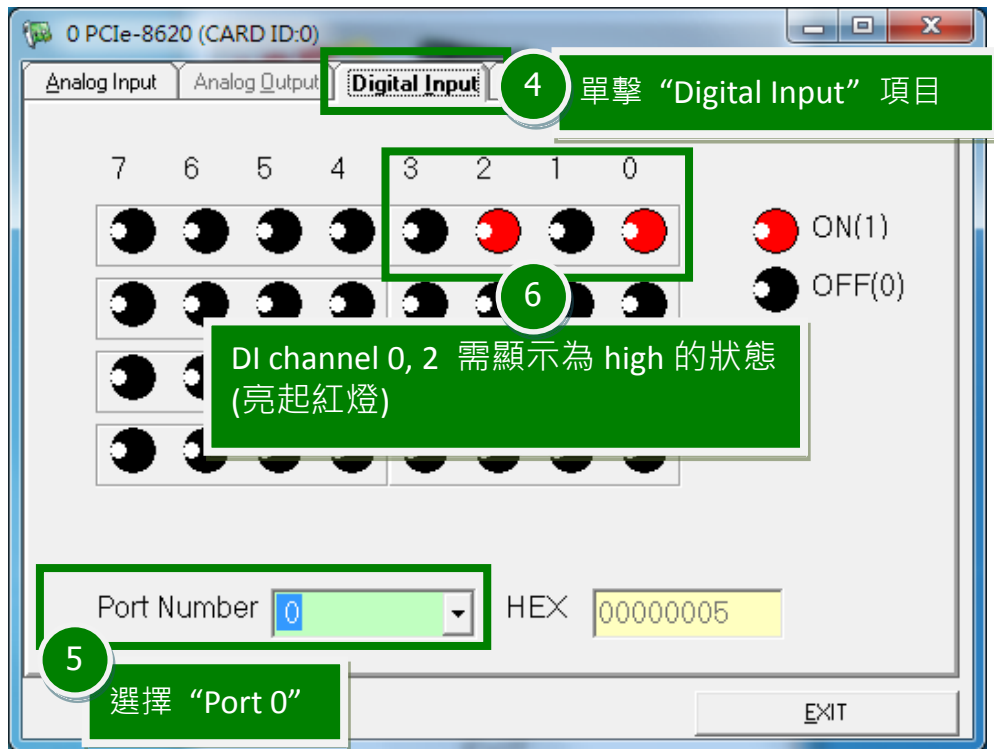 0 PCIe-8620 (CARD ID:0)
Analog Input Analog Output Digital Input
4 單擊 “Digital Input” 項目
7 6 5 4 3 2 1 0
ON(1)
OFF(0)
6
DI channel 0, 2 需顯示為 high 的狀態
(亮起紅燈)
Port Number 0 HEX 00000005
5
選擇 “Port 0”
EXIT